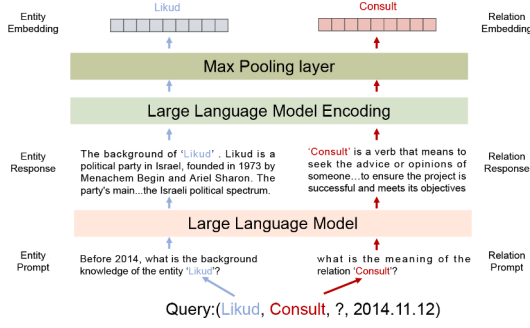 Entity
Embedding
Likud
Consult
Relation
Embedding
Max Pooling layer
Large Language Model Encoding
Entity
Response
The background of ‘Likud’ . Likud is a
political party in Israel, founded in 1973 by
Menachem Begin and Ariel Sharon. The
party's main...the Israeli political spectrum.
‘Consult’ is a verb that means to
seek the advice or opinions of
someone…to ensure the project is
successful and meets its objectives
Relation
Response
Large Language Model
Entity
Prompt
Before 2014, what is the background
knowledge of the entity ‘Likud’?
what is the meaning of the
relation ‘Consult’?
Relation
Prompt
Query:(Likud, Consult, ?, 2014.11.12)